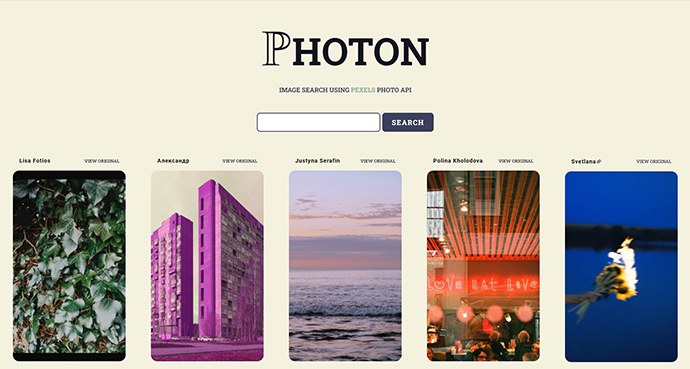 PHOTON
IMAGE SEARCH USING PEXELS PHOTO API
SEARCH
Lisa Fotios VIEW ORIGINAL
Александр VIEW ORIGINAL
Justyna Serafin VIEW ORIGINAL
Polina Kholodova VIEW ORIGINAL
Svetlana🔗 VIEW ORIGINAL
LOVE EAT LOVE